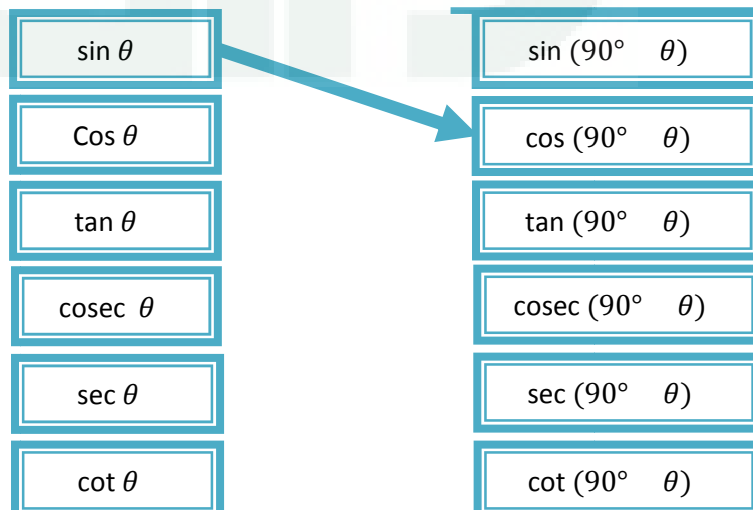 sin θ
sin (90° θ)
Cos θ
cos (90° θ)
tan θ
tan (90° θ)
cosec θ
cosec (90° θ)
sec θ
sec (90° θ)
cot θ
cot (90° θ)